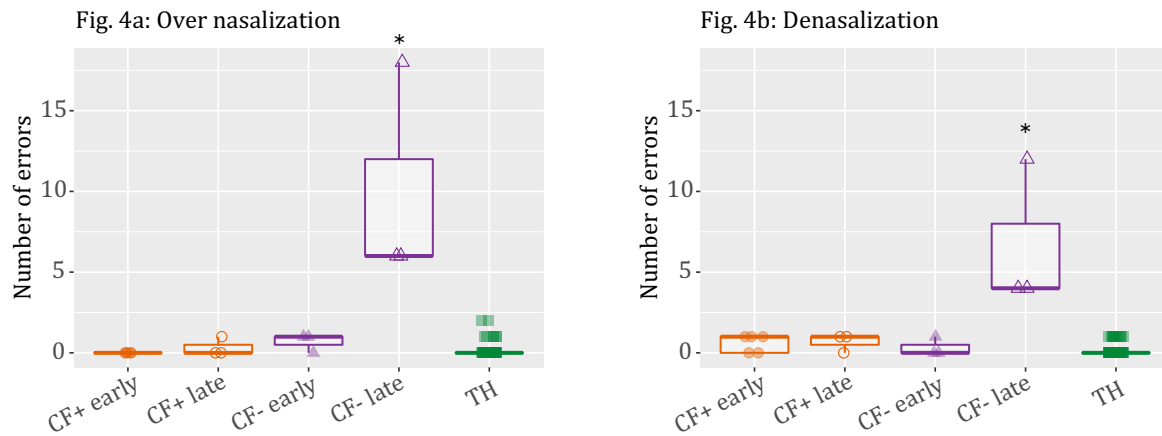 Fig. 4a: Over nasalization
*
Number of errors
15
10
5
0
CF+ early
CF+ late
CF- early
CF- late
TH
Fig. 4b: Denasalization
*
Number of errors
15
10
5
0
CF+ early
CF+ late
CF- early
CF- late
TH